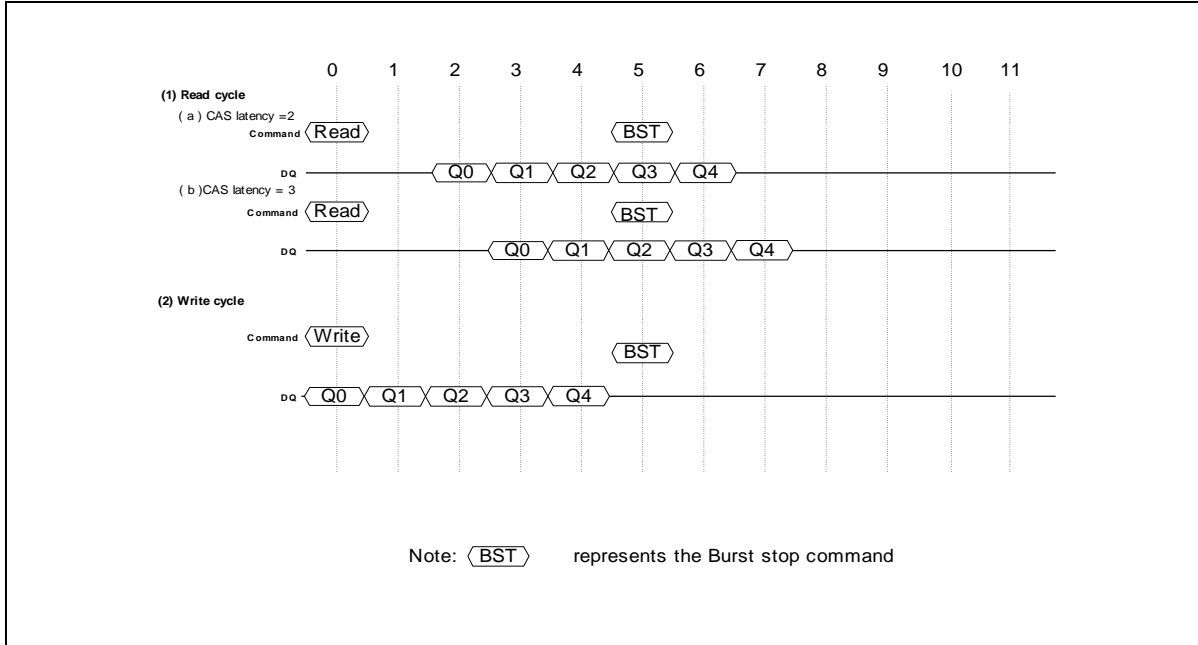 0 1 2 3 4 5 6 7 8 9 10 11
(1) Read cycle
( a ) CAS latency =2
Command Read BST
DQ Q0 Q1 Q2 Q3 Q4
( b )CAS latency = 3
Command Read BST
DQ Q0 Q1 Q2 Q3 Q4
(2) Write cycle
Command Write BST
DQ Q0 Q1 Q2 Q3 Q4
Note: BST represents the Burst stop command